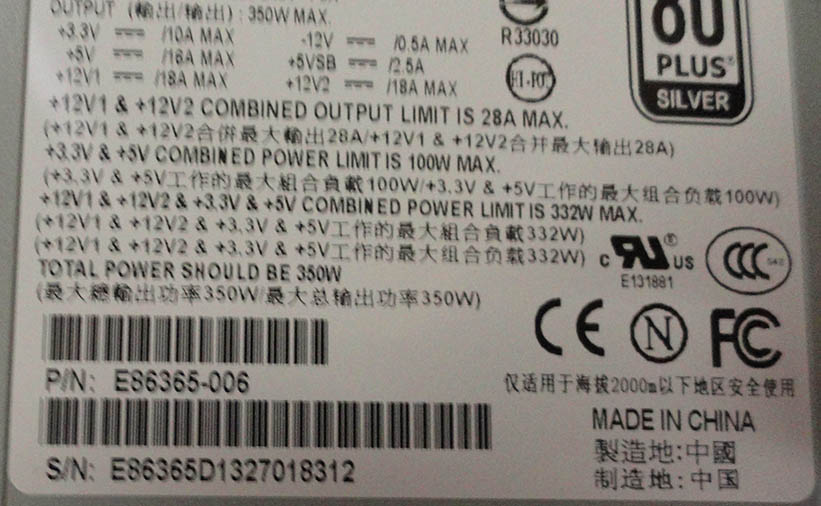 OUTPUT (輸出/输出) : 350W MAX.
+3.3V /10A MAX -12V /0.5A MAX
+5V /16A MAX +5VSB /2.5A
+12V1 /18A MAX +12V2 /18A MAX
R33030
HI-POT
80
PLUS®
SILVER
+12V1 & +12V2 COMBINED OUTPUT LIMIT IS 28A MAX.
(+12V1 & +12V2合併最大輸出28A/+12V1 & +12V2合并最大输出28A)
+3.3V & +5V COMBINED POWER LIMIT IS 100W MAX.
(+3.3V & +5V工作的最大組合負載100W/+3.3V & +5V工作的最大组合负载100W)
+12V1 & +12V2 & +3.3V & +5V COMBINED POWER LIMIT IS 332W MAX.
(+12V1 & +12V2 & +3.3V & +5V工作的最大組合負載332W)
(+12V1 & +12V2 & +3.3V & +5V工作的最大组合负载332W)
TOTAL POWER SHOULD BE 350W
(最大總輸出功率350W/最大总输出功率350W)
c RU ® US
E131881
CCC
CE N FC
P/N: E86365-006
仅适用于海拔2000m以下地区安全使用
S/N: E86365D1327018312
MADE IN CHINA
製造地:中國
制造地:中国